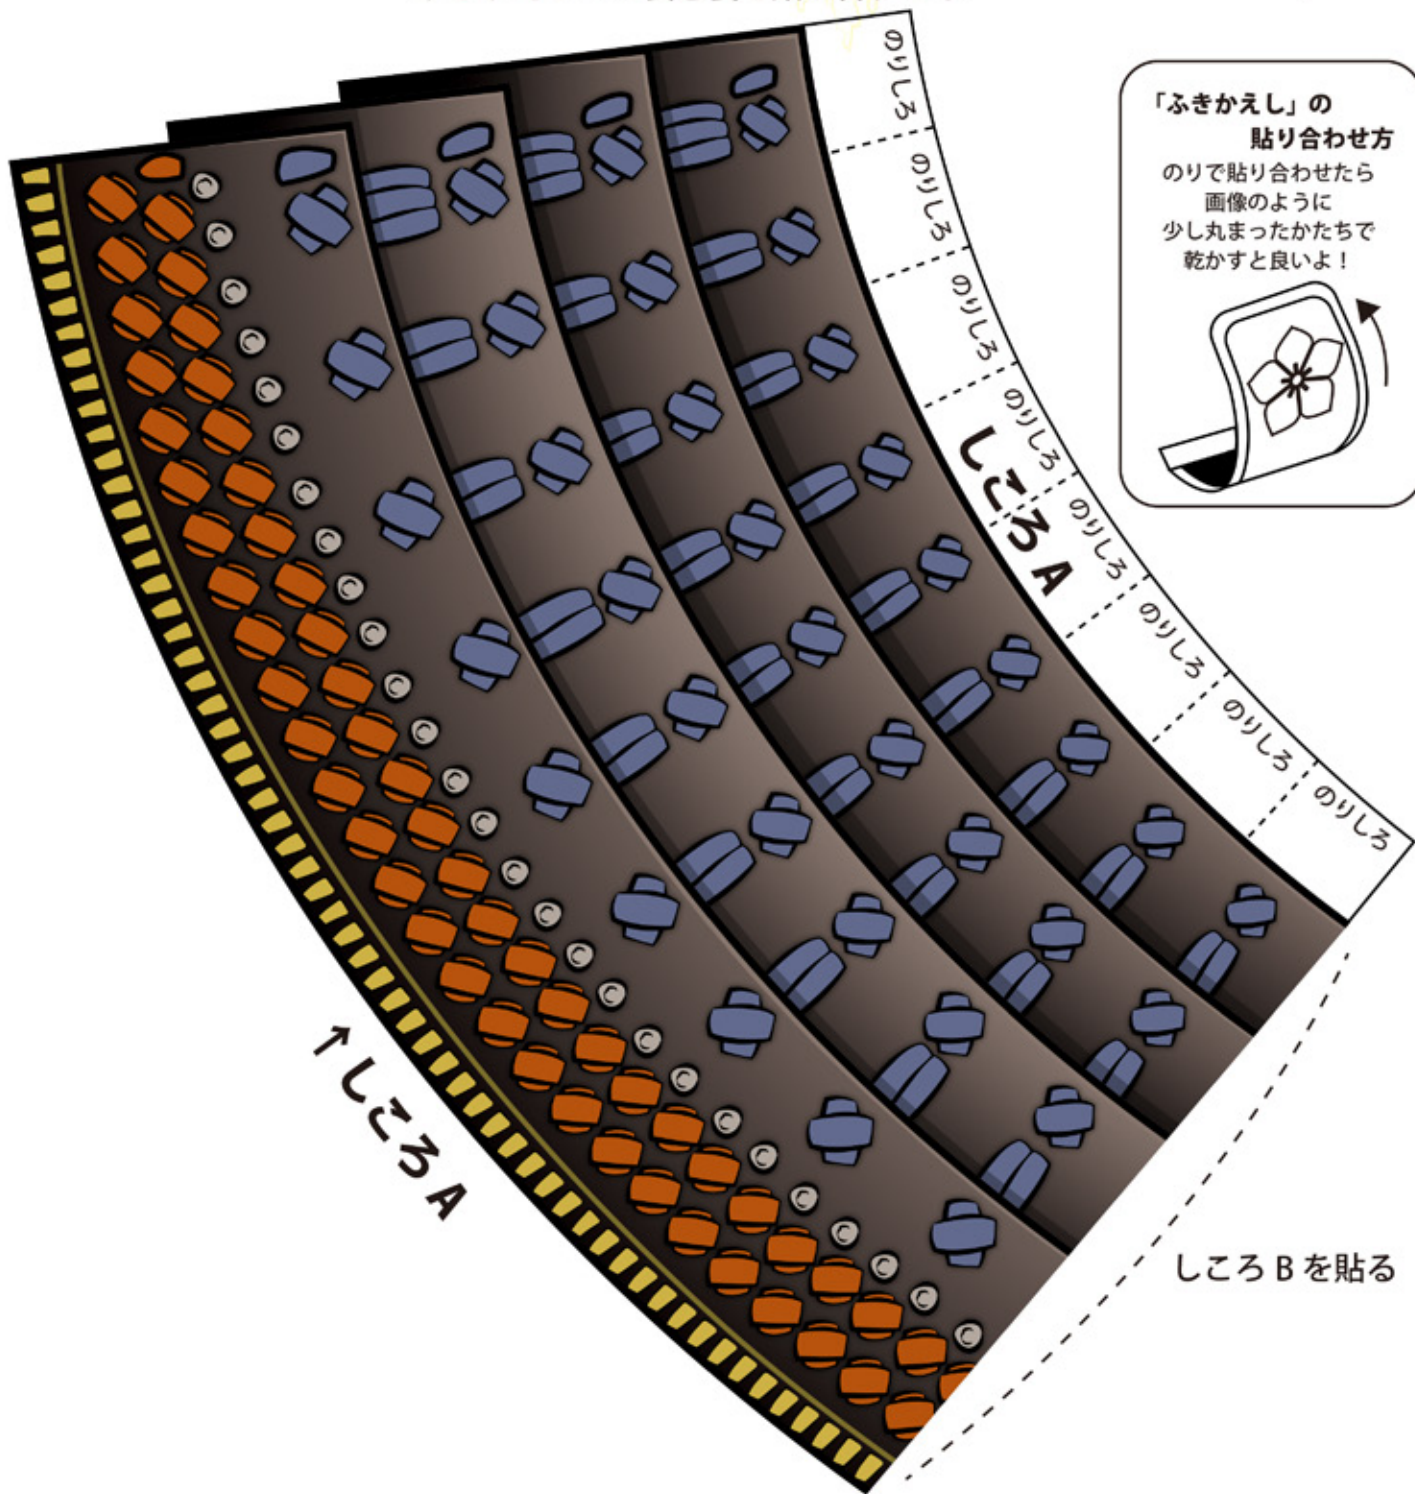 のりしろ
のりしろ
のりしろ
のりしろ
のりしろ
のりしろ
のりしろ
のりしろ
しころ A
「ふきかえし」の
貼り合わせ方
のりで貼り合わせたら
画像のように
少し丸まったかたちで
乾かすと良いよ！
↑しころ A
しころ B を貼る